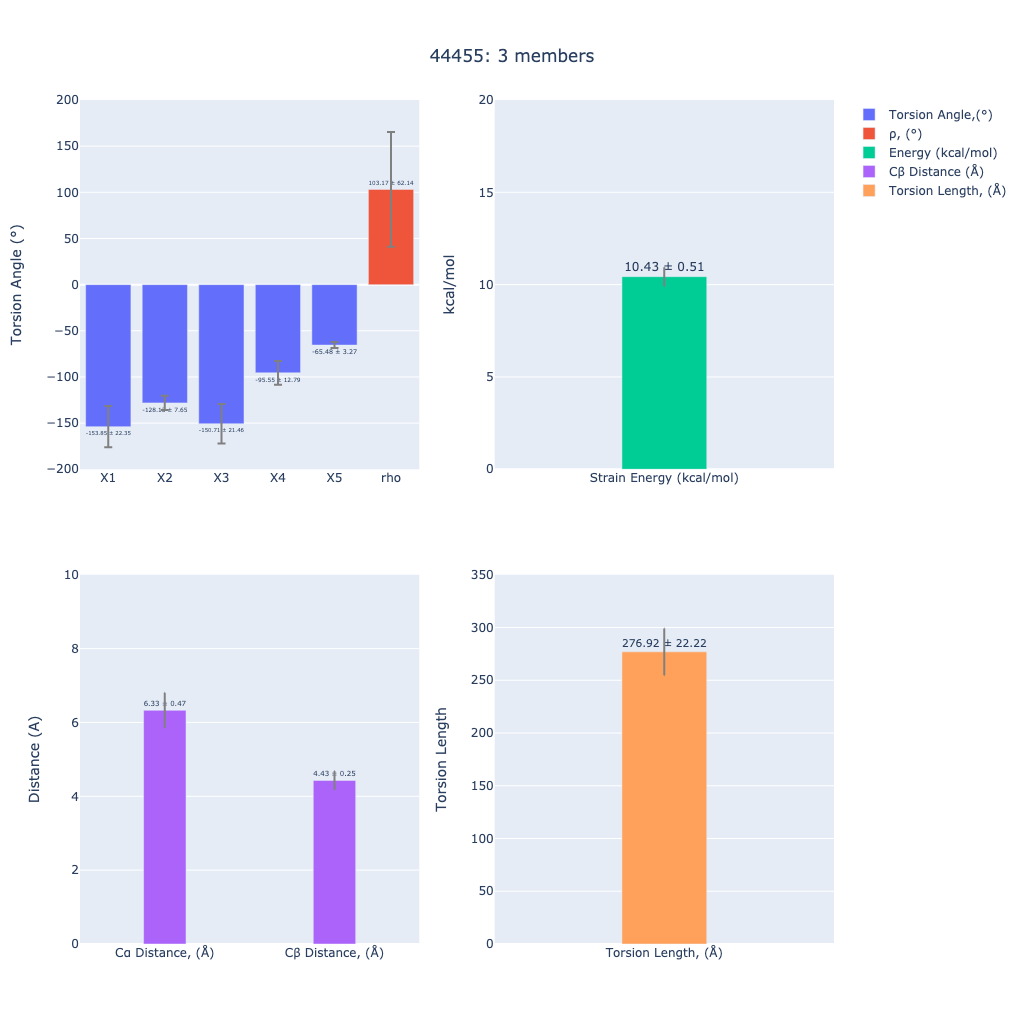 44455: 3 members
Torsion Angle (°)
200
150
100
50
0
−50
−100
−150
−200
-153.85 ± 22.35
± 7.65
-150.71 ± 21.46
-95.55 ± 12.79
-65.48 ± 3.27
103.17 ± 62.14
X1 X2 X3 X4 X5 rho
kcal/mol
20
15
10
5
0
10.43 ± 0.51
Strain Energy (kcal/mol)
Torsion Angle,(°)
ρ, (°)
Energy (kcal/mol)
Cβ Distance (Å)
Torsion Length, (Å)
Distance (A)
10
8
6
4
2
0
6.33 ± 0.47
4.43 ± 0.25
Cα Distance, (Å) Cβ Distance, (Å)
Torsion Length
350
300
250
200
150
100
50
0
276.92 ± 22.22
Torsion Length, (Å)